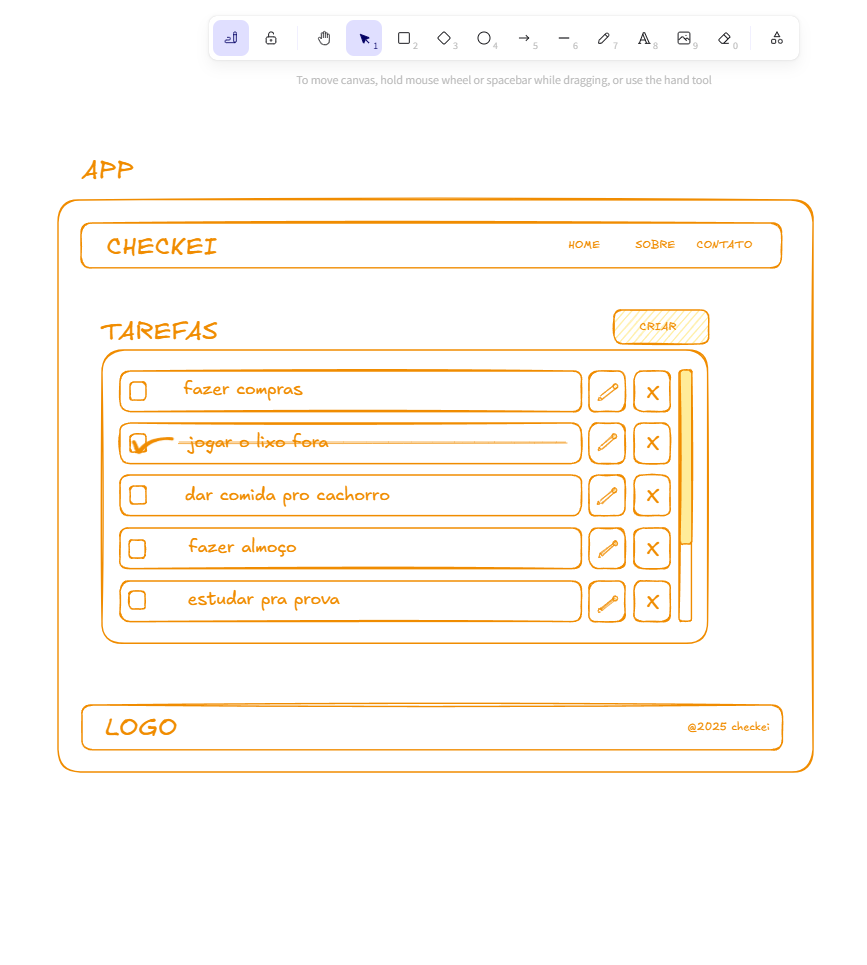 1
2
3
4
5
6
7
A 8
9
0
To move canvas, hold mouse wheel or spacebar while dragging, or use the hand tool
APP
CHECKEI HOME SOBRE CONTATO
TAREFAS CRIAR
fazer compras X
jogar o lixo fora X
dar comida pro cachorro X
fazer almoço X
estudar pra prova X
LOGO @2025 checkei